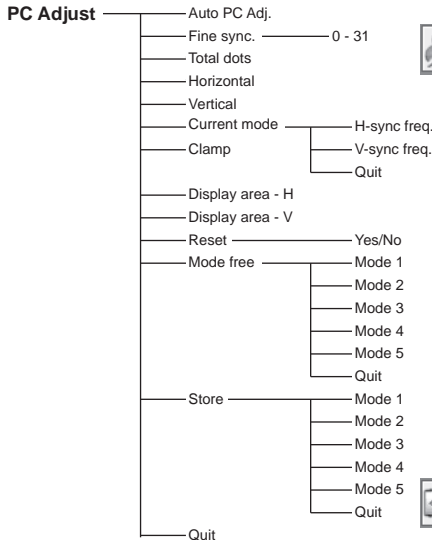 PC Adjust
Auto PC Adj.
Fine sync.
0 - 31
Total dots
Horizontal
Vertical
Current mode
H-sync freq.
Clamp
V-sync freq.
Quit
Display area - H
Display area - V
Reset
Yes/No
Mode free
Mode 1
Mode 2
Mode 3
Mode 4
Mode 5
Quit
Store
Mode 1
Mode 2
Mode 3
Mode 4
Mode 5
Quit
Quit